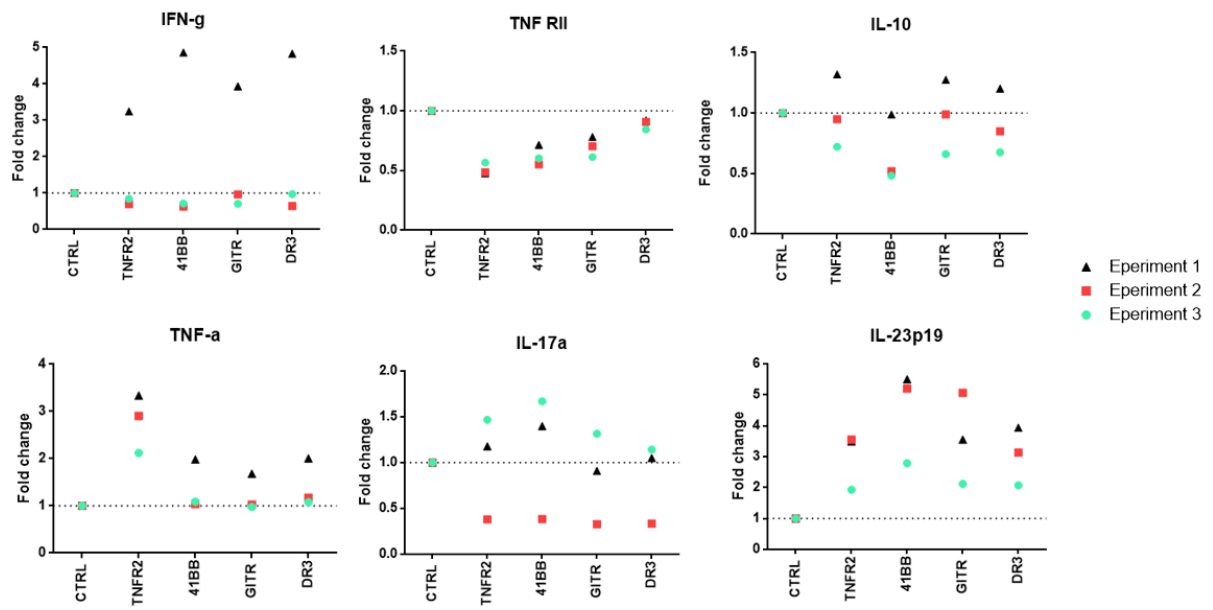 IFN-g
Fold change
5
4
3
2
1
0
CTRL
TNFR2
41BB
GITR
DR3
TNF RII
Fold change
1.5
1.0
0.5
0.0
CTRL
TNFR2
41BB
GITR
DR3
IL-10
Fold change
1.5
1.0
0.5
0.0
CTRL
TNFR2
41BB
GITR
DR3
Eperiment 1
Eperiment 2
Eperiment 3
TNF-a
Fold change
4
3
2
1
0
CTRL
TNFR2
41BB
GITR
DR3
IL-17a
Fold change
2.0
1.5
1.0
0.5
0.0
CTRL
TNFR2
41BB
GITR
DR3
IL-23p19
Fold change
6
5
4
3
2
1
0
CTRL
TNFR2
41BB
GITR
DR3